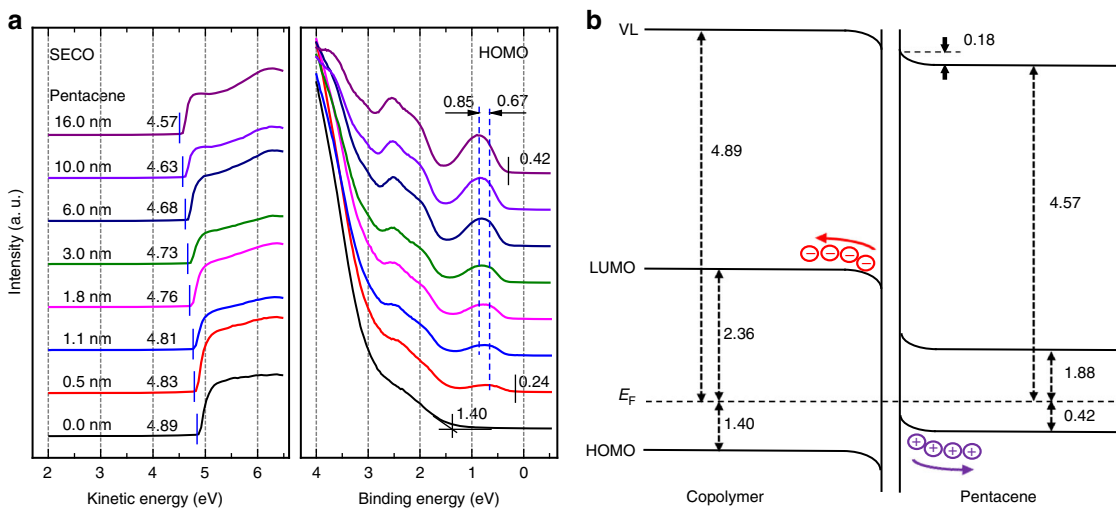 a
SECO
Pentacene
16.0 nm 4.57
10.0 nm 4.63
6.0 nm 4.68
3.0 nm 4.73
1.8 nm 4.76
1.1 nm 4.81
0.5 nm 4.83
0.0 nm 4.89
Intensity (a. u.)
2 3 4 5 6
Kinetic energy (eV)
HOMO
0.85 0.67
0.42
0.24
1.40
4 3 2 1 0
Binding energy (eV)
b
VL
0.18
4.89
4.57
− − − −
LUMO
2.36
1.88
EF
1.40
0.42
HOMO
+ + + +
Copolymer
Pentacene